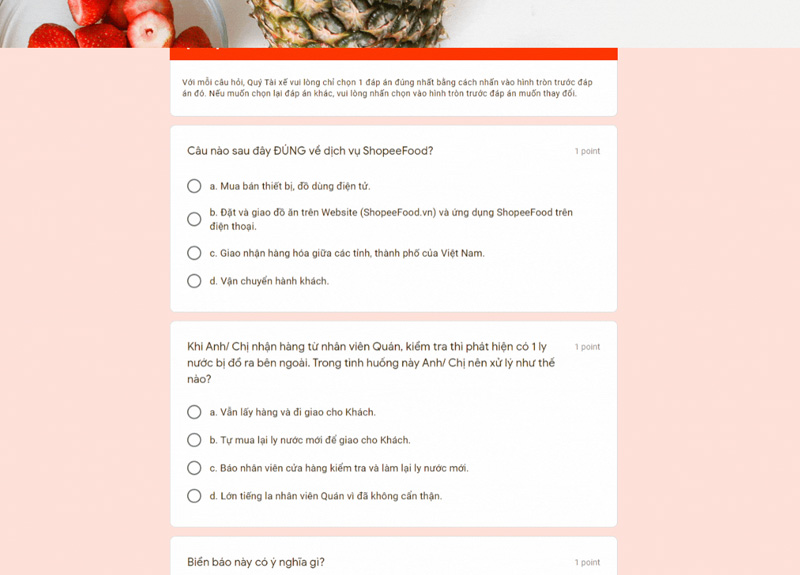 Với mỗi câu hỏi, Quý Tài xế vui lòng chỉ chọn 1 đáp án đúng nhất bằng cách nhấn vào hình tròn trước đáp
án đó. Nếu muốn chọn lại đáp án khác, vui lòng nhấn chọn vào hình tròn trước đáp án muốn thay đổi.
Câu nào sau đây ĐÚNG về dịch vụ ShopeeFood?
1 point
a. Mua bán thiết bị, đồ dùng điện tử.
b. Đặt và giao đồ ăn trên Website (ShopeeFood.vn) và ứng dụng ShopeeFood trên
điện thoại.
c. Giao nhận hàng hóa giữa các tỉnh, thành phố của Việt Nam.
d. Vận chuyển hành khách.
Khi Anh/ Chị nhận hàng từ nhân viên Quán, kiểm tra thì phát hiện có 1 ly
1 point
nước bị đổ ra bên ngoài. Trong tình huống này Anh/ Chị nên xử lý như thế
nào?
a. Vẫn lấy hàng và đi giao cho Khách.
b. Tự mua lại ly nước mới để giao cho Khách.
c. Báo nhân viên cửa hàng kiểm tra và làm lại ly nước mới.
d. Lớn tiếng la nhân viên Quán vì đã không cẩn thận.
Biển báo này có ý nghĩa gì?
1 point